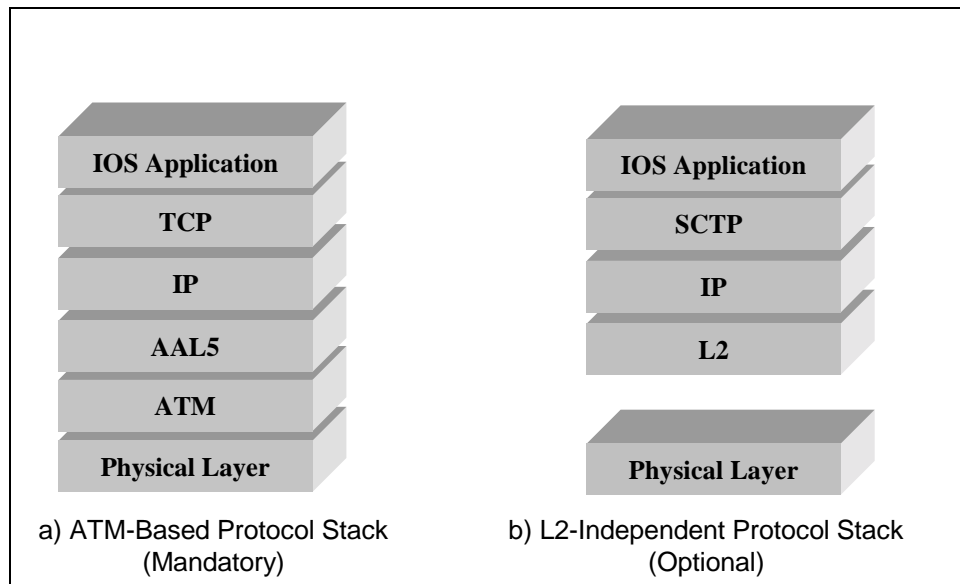 IOS Application
TCP
IP
AAL5
ATM
Physical Layer
a) ATM-Based Protocol Stack
(Mandatory)
IOS Application
SCTP
IP
L2
Physical Layer
b) L2-Independent Protocol Stack
(Optional)